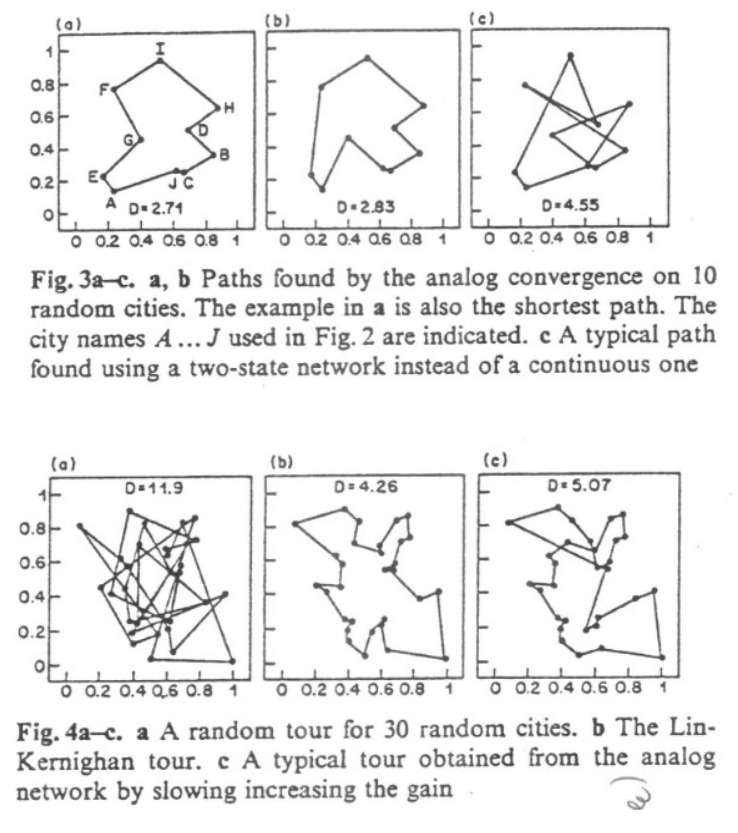 (a) (b) (c)
I
1
F
0.8
H
0.6
D
G
0.4
B
E
0.2
J C
A
0
D=2.71 D=2.83 D=4.55
0 0.2 0.4 0.6 0.8 1 0 0.2 0.4 0.6 0.8 1 0 0.2 0.4 0.6 0.8 1
Fig. 3a–c. a, b Paths found by the analog convergence on 10
random cities. The example in a is also the shortest path. The
city names A ... J used in Fig. 2 are indicated. c A typical path
found using a two-state network instead of a continuous one
(a) (b) (c)
D=11.9 D=4.26 D=5.07
1
0.8
0.6
0.4
0.2
0
0 0.2 0.4 0.6 0.8 1 0 0.2 0.4 0.6 0.8 1 0 0.2 0.4 0.6 0.8 1
Fig. 4a–c. a A random tour for 30 random cities. b The Lin-
Kernighan tour. c A typical tour obtained from the analog
network by slowing increasing the gain